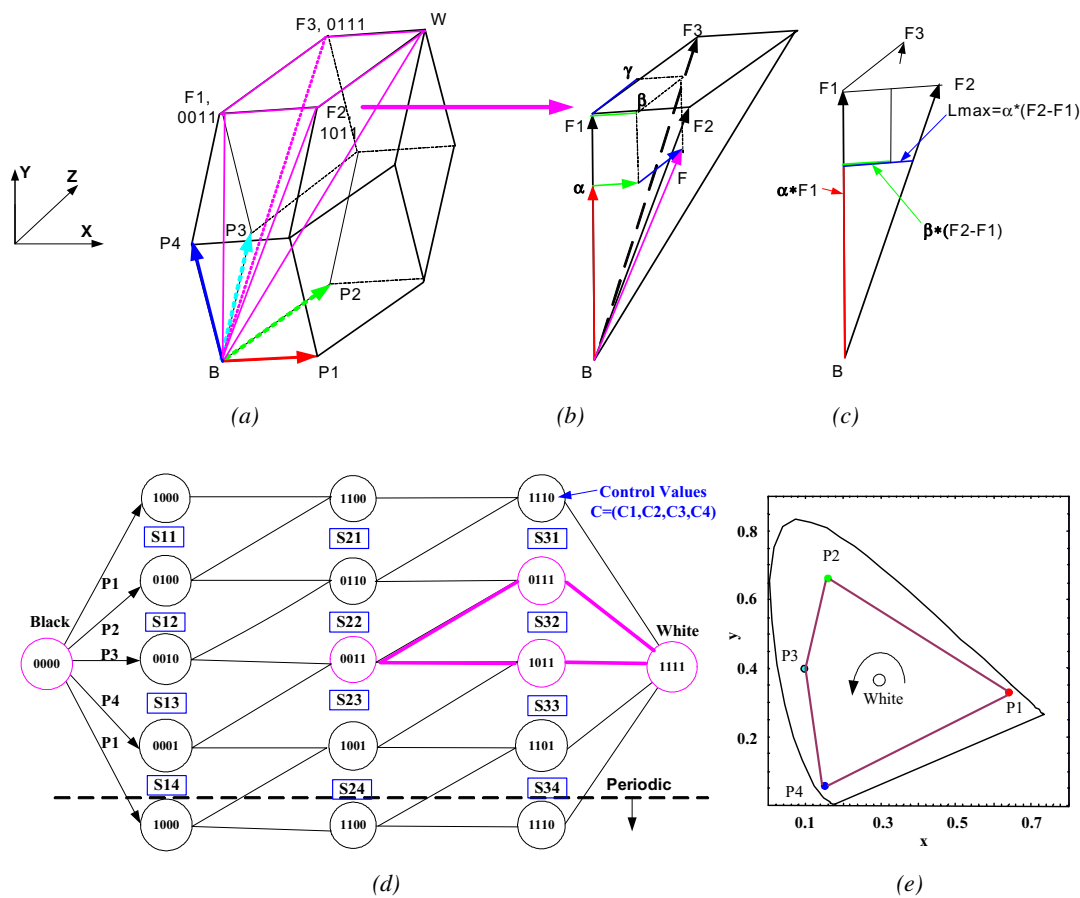 F3, 0111
W
F1,
0011
F2
1011
Y
Z
X
P4
P3
P2
B
P1
(a)
F3
γ
β
F1
F2
α
F
B
(b)
F3
F1
F2
Lmax=α*(F2-F1)
α*F1
β*(F2-F1)
B
(c)
1000
1100
1110
Control Values
C=(C1,C2,C3,C4)
S11
S21
S31
P1
0100
0110
0111
Black
P2
S12
S22
S32
White
0000
P3
0010
0011
1011
1111
P4
S13
S23
S33
P1
0001
1001
1101
S14
S24
S34
Periodic
1000
1100
1110
(d)
0.8
P2
0.6
y
0.4
P3
White
P1
0.2
P4
0.1
0.3
0.5
0.7
x
(e)